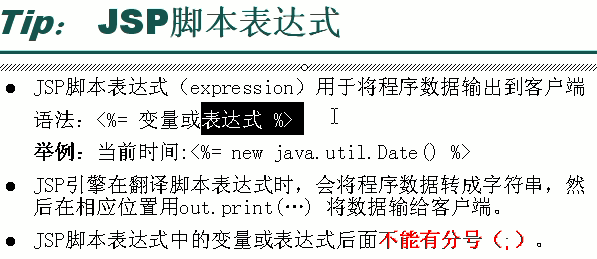 Tip： JSP脚本表达式
● JSP脚本表达式（expression）用于将程序数据输出到客户端
语法：<%= 变量或表达式 %>
举例：当前时间:<%= new java.util.Date() %>
● JSP引擎在翻译脚本表达式时，会将程序数据转成字符串，然
后在相应位置用out.print(…) 将数据输给客户端。
● JSP脚本表达式中的变量或表达式后面不能有分号（;）。